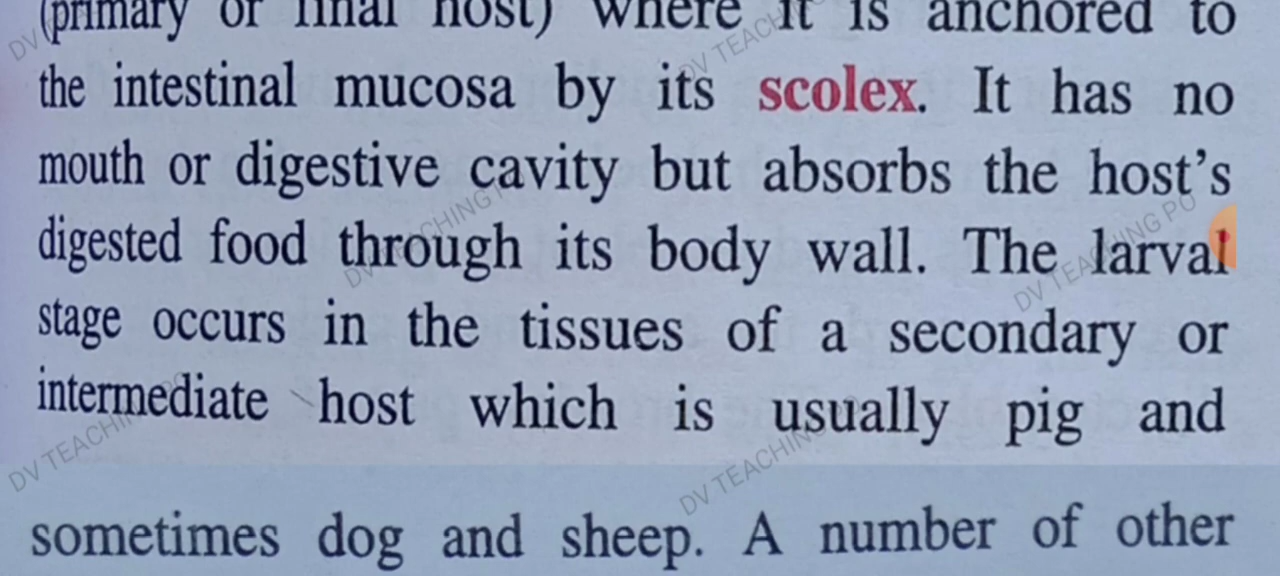 (primary or final host) where it is anchored to
the intestinal mucosa by its scolex. It has no
mouth or digestive cavity but absorbs the host's
digested food through its body wall. The larval
stage occurs in the tissues of a secondary or
intermediate host which is usually pig and
sometimes dog and sheep. A number of other